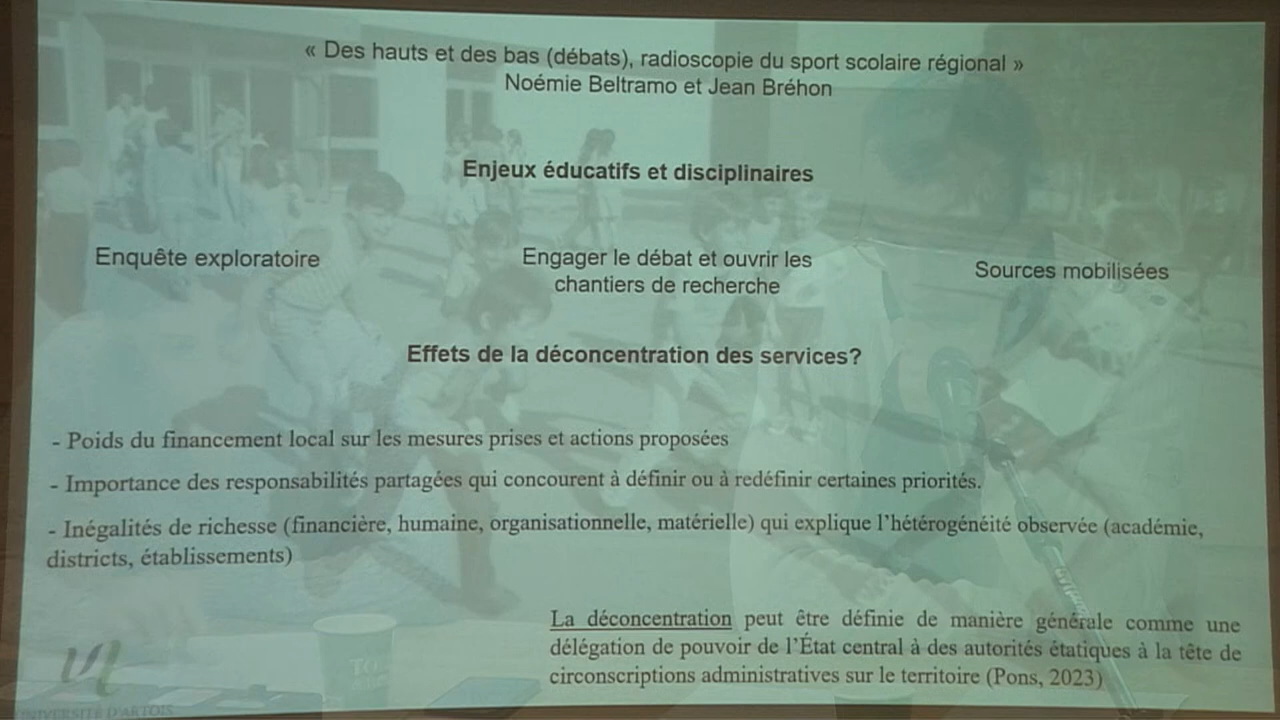 « Des hauts et des bas (débats), radioscopie du sport scolaire régional »
Noémie Beltramo et Jean Bréhon
Enjeux éducatifs et disciplinaires
Enquête exploratoire
Engager le débat et ouvrir les
chantiers de recherche
Sources mobilisées
Effets de la déconcentration des services?
- Poids du financement local sur les mesures prises et actions proposées
- Importance des responsabilités partagées qui concourent à définir ou à redéfinir certaines priorités.
- Inégalités de richesse (financière, humaine, organisationnelle, matérielle) qui explique l'hétérogénéité observée (académie,
districts, établissements)
La déconcentration peut être définie de manière générale comme une
délégation de pouvoir de l'État central à des autorités étatiques à la tête de
circonscriptions administratives sur le territoire (Pons, 2023)
UNIVERSITÉ D'ARTOIS